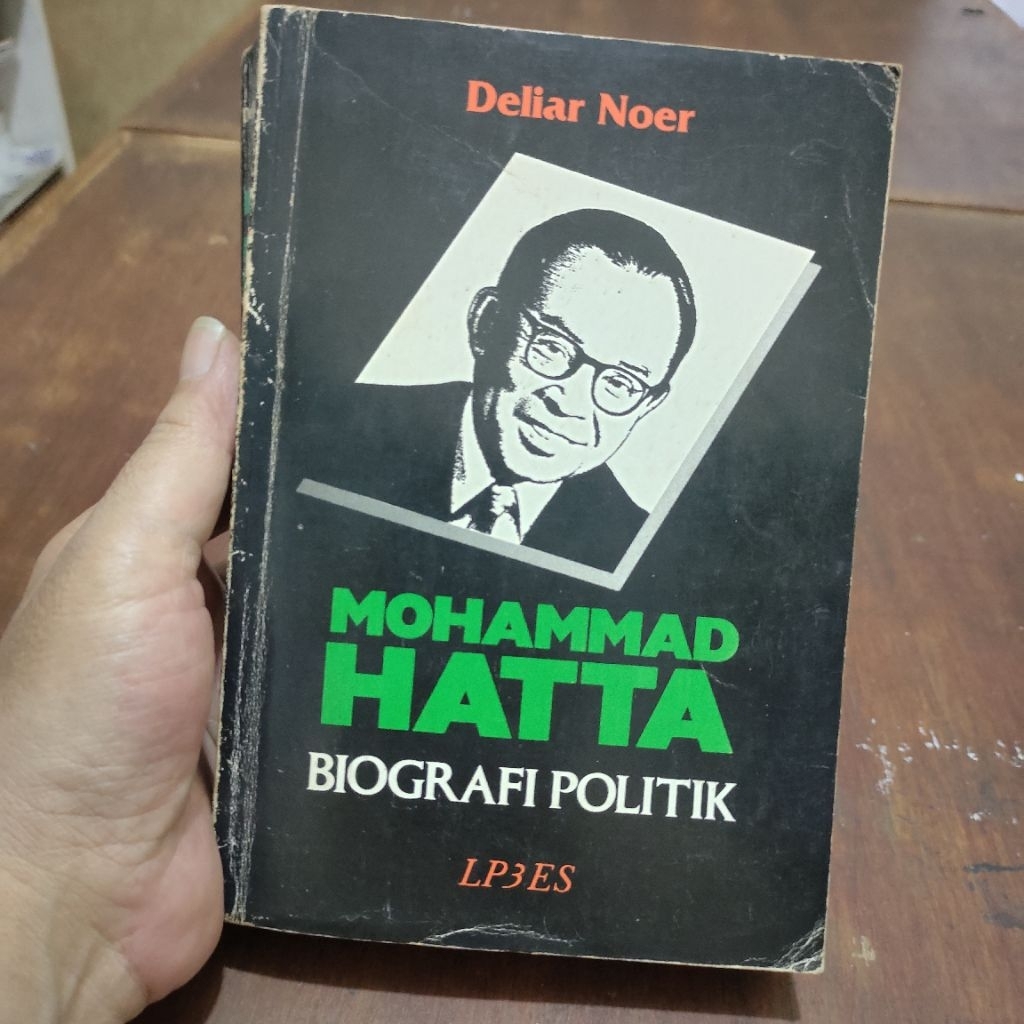 Deliar Noer
MOHAMMAD
HATTA
BIOGRAFI POLITIK
LP3ES